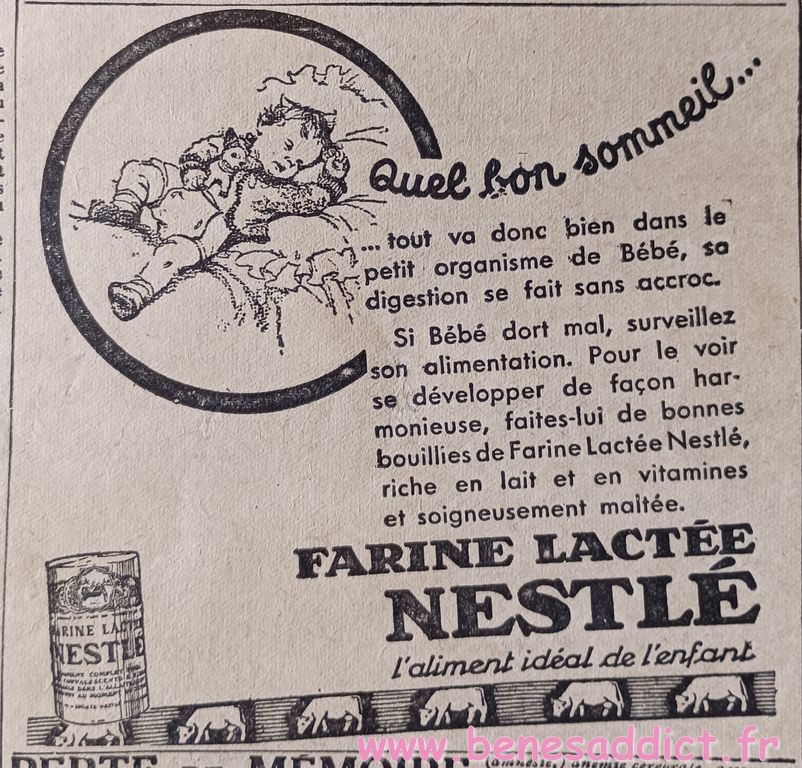 Quel bon sommeil...
... tout va donc bien dans le
petit organisme de Bébé, sa
digestion se fait sans accroc.
Si Bébé dort mal, surveillez
son alimentation. Pour le voir
se développer de façon har-
monieuse, faites-lui de bonnes
bouillies de Farine Lactée Nestlé,
riche en lait et en vitamines
et soigneusement maltée.
FARINE LACTÉE
NESTLÉ
l'aliment idéal de l'enfant
NESTLÉ
www.benesaddict.fr
PERTE DE MÉMOIRE